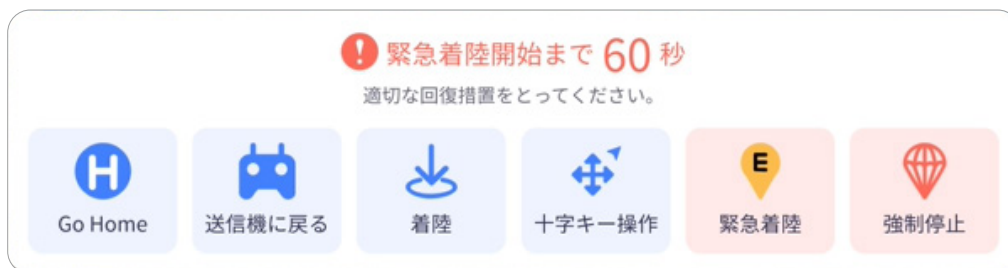 緊急着陸開始まで 60 秒
適切な回復措置をとってください。
H
E
Go Home
送信機に戻る
着陸
十字キー操作
緊急着陸
強制停止